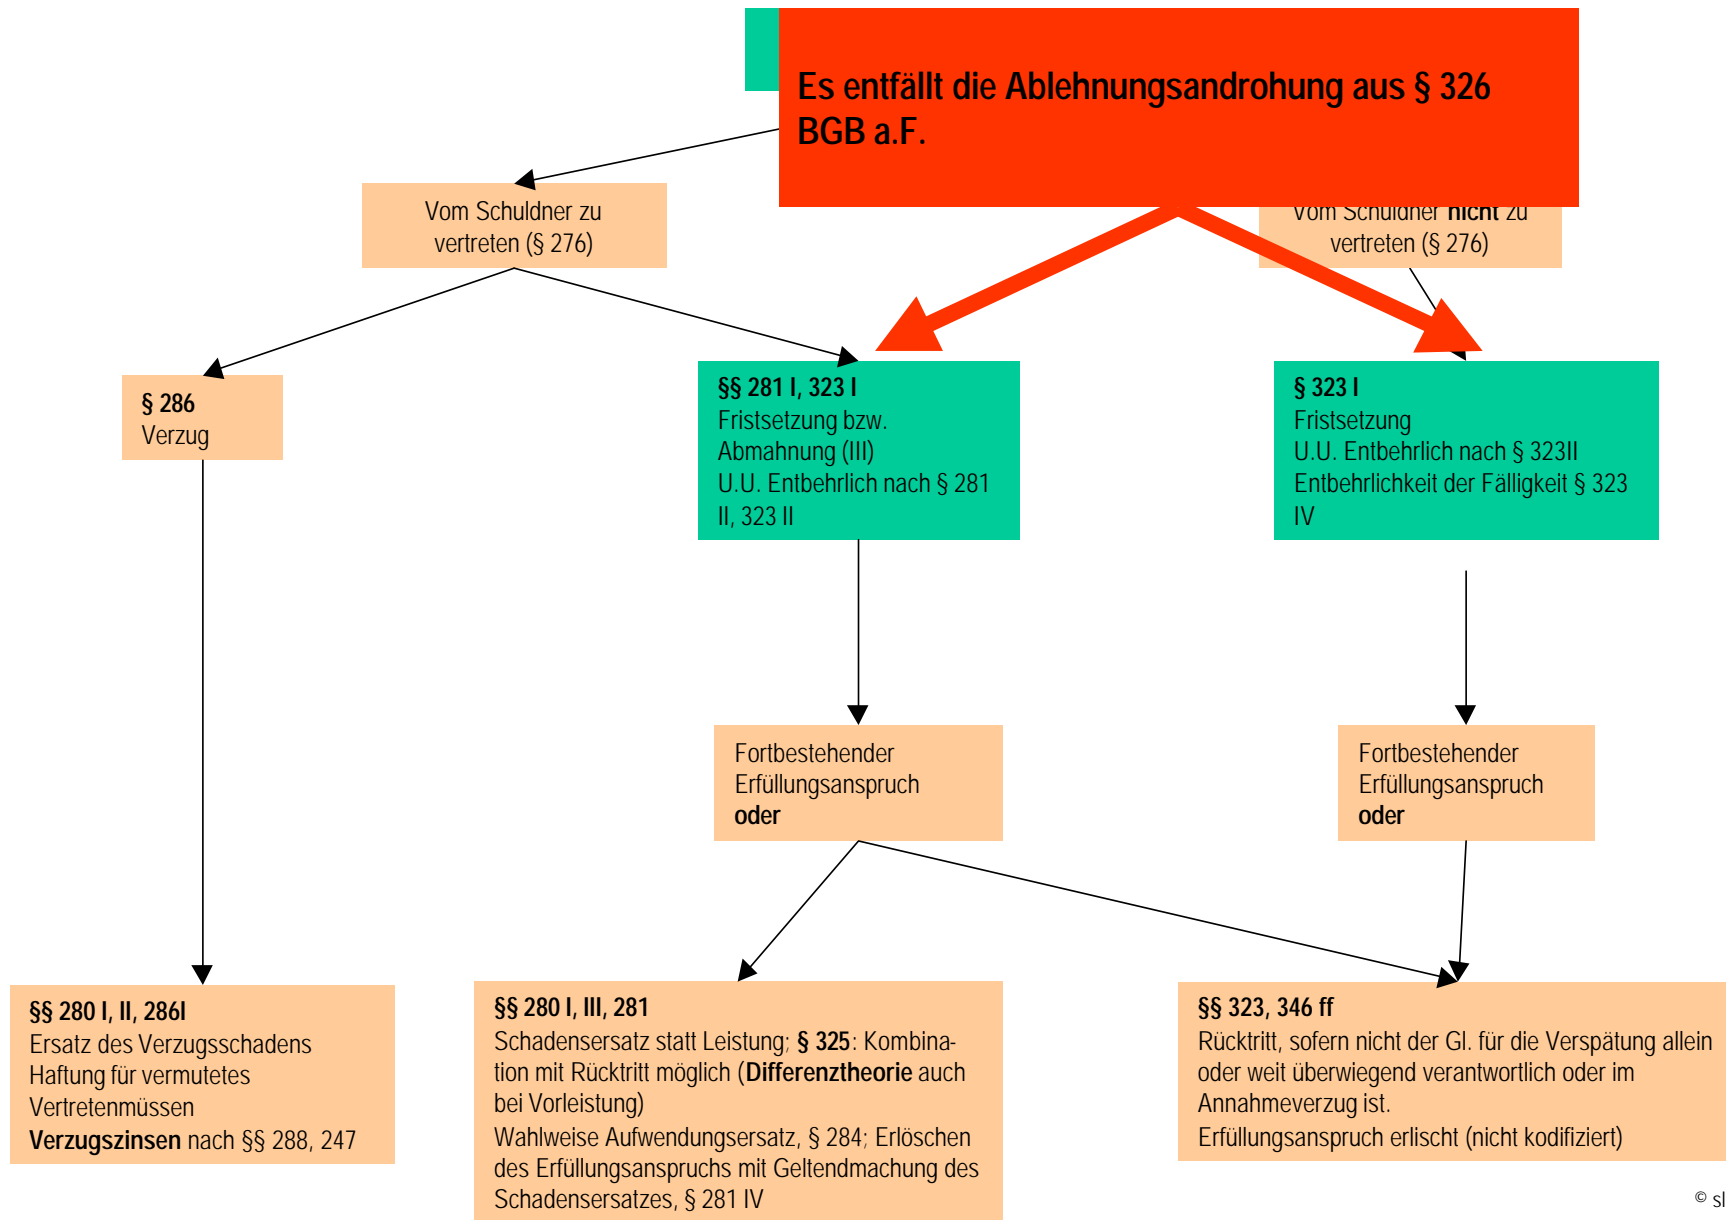 Es entfällt die Ablehnungsandrohung aus § 326
BGB a.F.
Vom Schuldner zu
vertreten (§ 276)
Vom Schuldner nicht zu
vertreten (§ 276)
§ 286
Verzug
§§ 281 I, 323 I
Fristsetzung bzw.
Abmahnung (III)
U.U. Entbehrlich nach § 281
II, 323 II
§ 323 I
Fristsetzung
U.U. Entbehrlich nach § 323II
Entbehrlichkeit der Fälligkeit § 323
IV
Fortbestehender
Erfüllungsanspruch
oder
Fortbestehender
Erfüllungsanspruch
oder
§§ 280 I, II, 286I
Ersatz des Verzugsschadens
Haftung für vermutetes
Vertretenmüssen
Verzugszinsen nach §§ 288, 247
§§ 280 I, III, 281
Schadensersatz statt Leistung; § 325: Kombina-
tion mit Rücktritt möglich (Differenztheorie auch
bei Vorleistung)
Wahlweise Aufwendungsersatz, § 284; Erlöschen
des Erfüllungsanspruchs mit Geltendmachung des
Schadensersatzes, § 281 IV
§§ 323, 346 ff
Rücktritt, sofern nicht der Gl. für die Verspätung allein
oder weit überwiegend verantwortlich oder im
Annahmeverzug ist.
Erfüllungsanspruch erlischt (nicht kodifiziert)
© sl